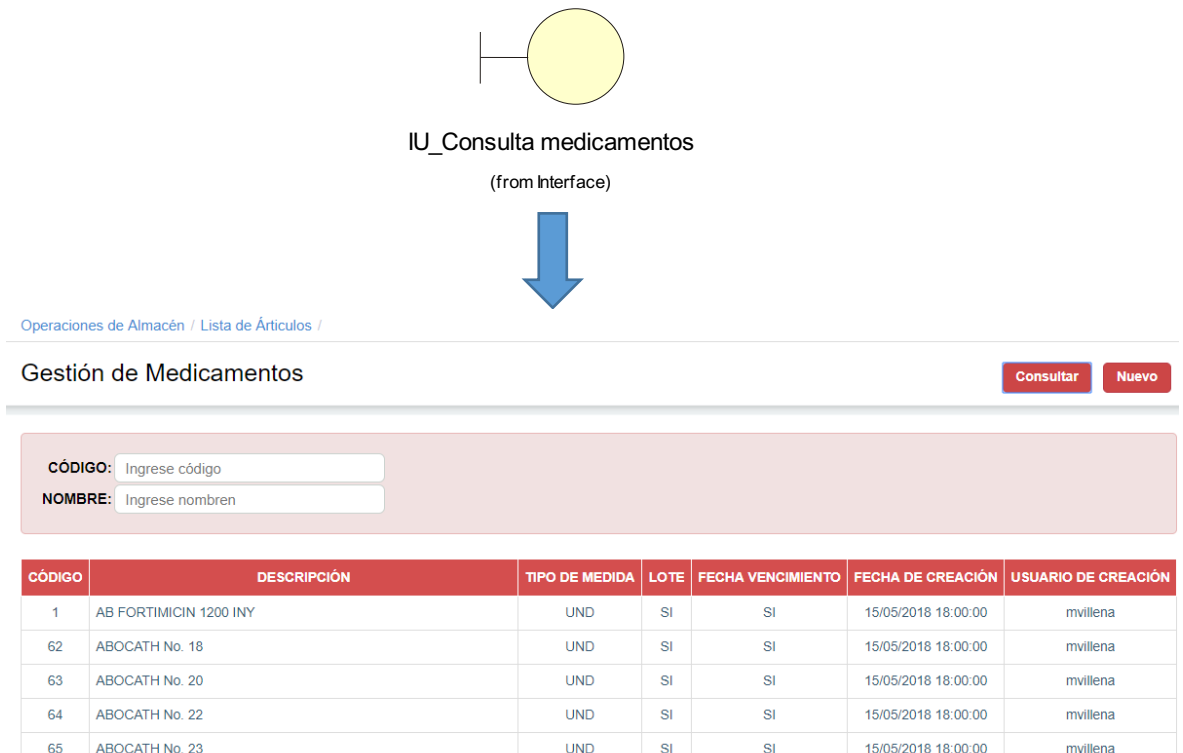 IU_Consulta medicamentos
(from Interface)
Operaciones de Almacén / Lista de Árticulos /
Gestión de Medicamentos
Consultar Nuevo
CÓDIGO: Ingrese código
NOMBRE: Ingrese nombren
CÓDIGO DESCRIPCIÓN TIPO DE MEDIDA LOTE FECHA VENCIMIENTO FECHA DE CREACIÓN USUARIO DE CREACIÓN
1 AB FORTIMICIN 1200 INY UND SI SI 15/05/2018 18:00:00 mvillena
62 ABOCATH No. 18 UND SI SI 15/05/2018 18:00:00 mvillena
63 ABOCATH No. 20 UND SI SI 15/05/2018 18:00:00 mvillena
64 ABOCATH No. 22 UND SI SI 15/05/2018 18:00:00 mvillena
65 ABOCATH No. 23 UND SI SI 15/05/2018 18:00:00 mvillena